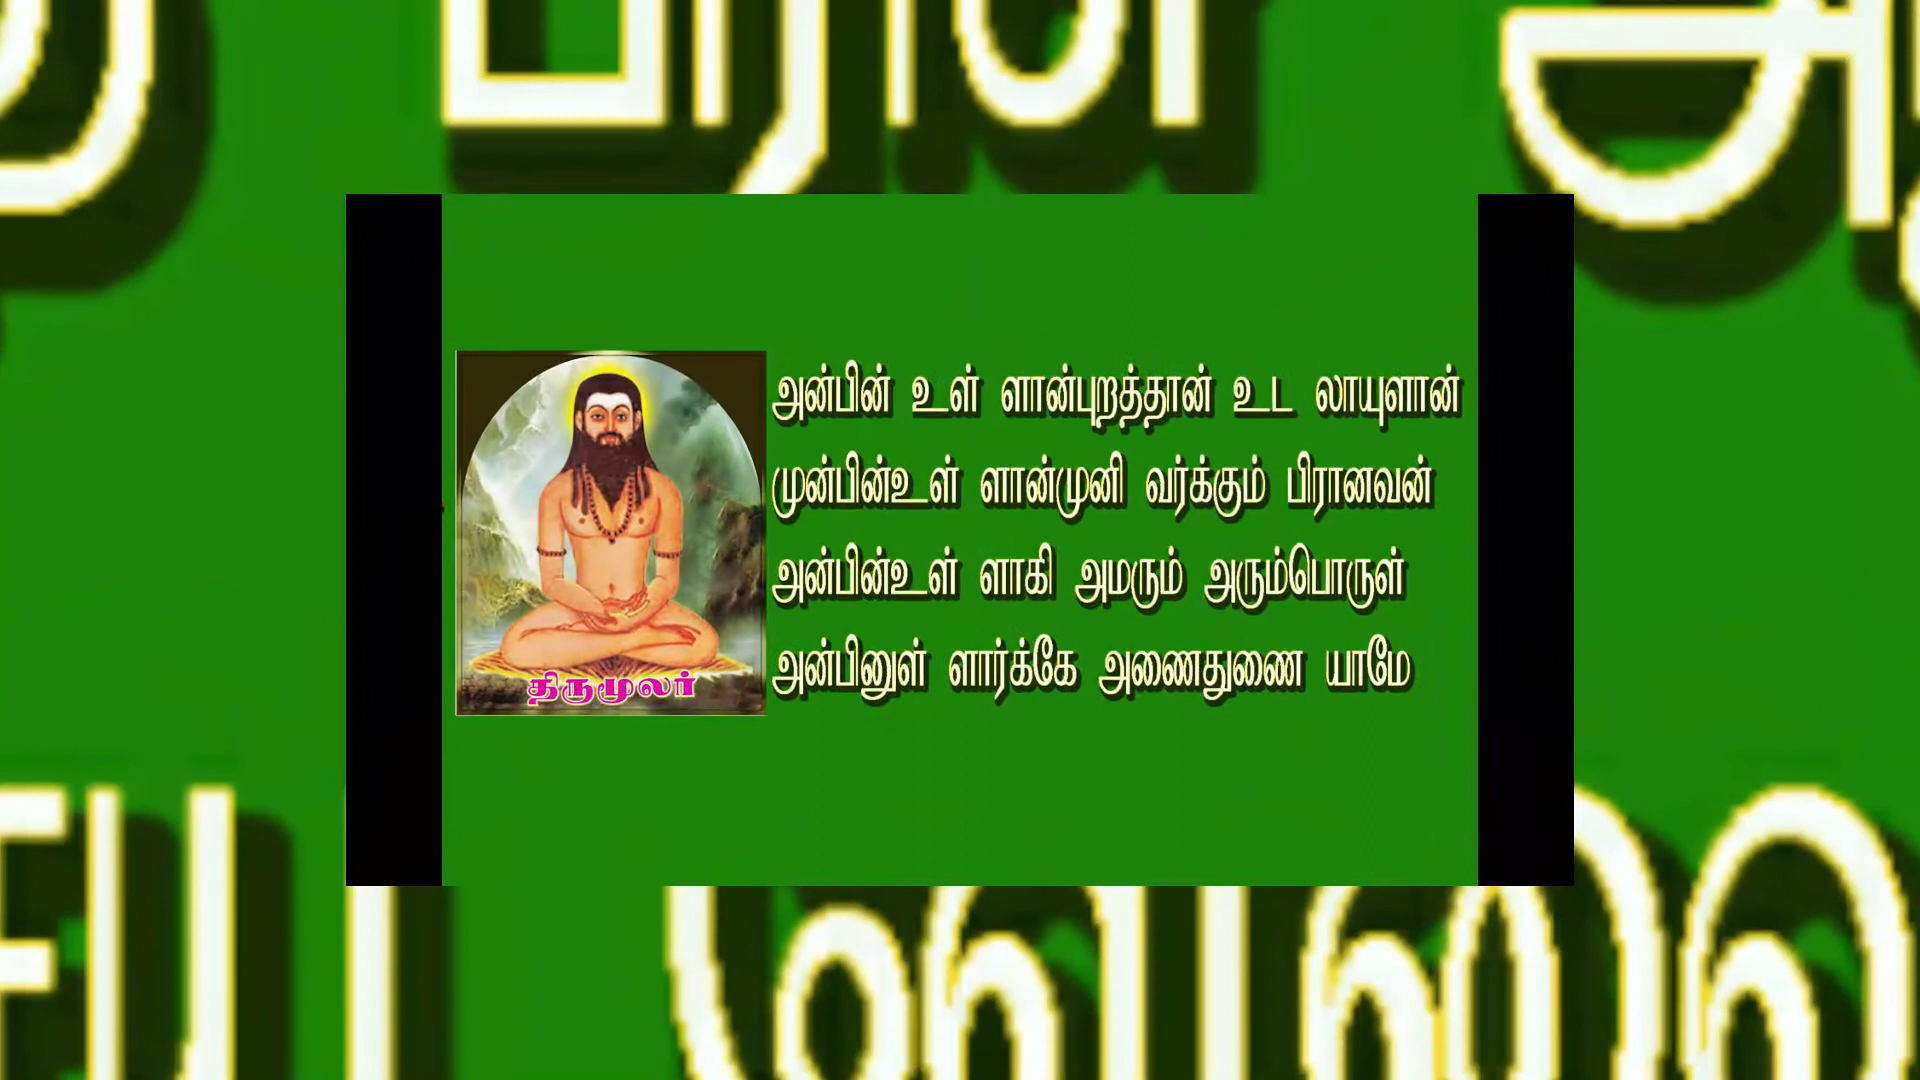 அன்பின் உள் ளான்புறத்தான் உட லாயுளான்
முன்பின்உள் ளான்முனி வர்க்கும் பிரானவன்
அன்பின்உள் ளாகி அமரும் அரும்பொருள்
அன்பினுள் ளார்க்கே அணைதுணை யாமே
திருமூலர்